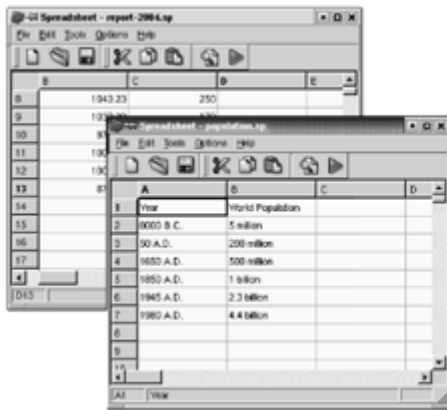 Spreadsheet - report-2004.sp
File Edit Tools Options Help
B C D E
8 1043.23 250
9
10
11
12
13
14
15
16
17
D13
Spreadsheet - population.sp
File Edit Tools Options Help
A B C D
1 Year World Population
2 8000 B.C. 5 million
3 50 A.D. 200 million
4 1650 A.D. 500 million
5 1850 A.D. 1 billion
6 1945 A.D. 2.3 billion
7 1980 A.D. 4.4 billion
8
9
A1 Year